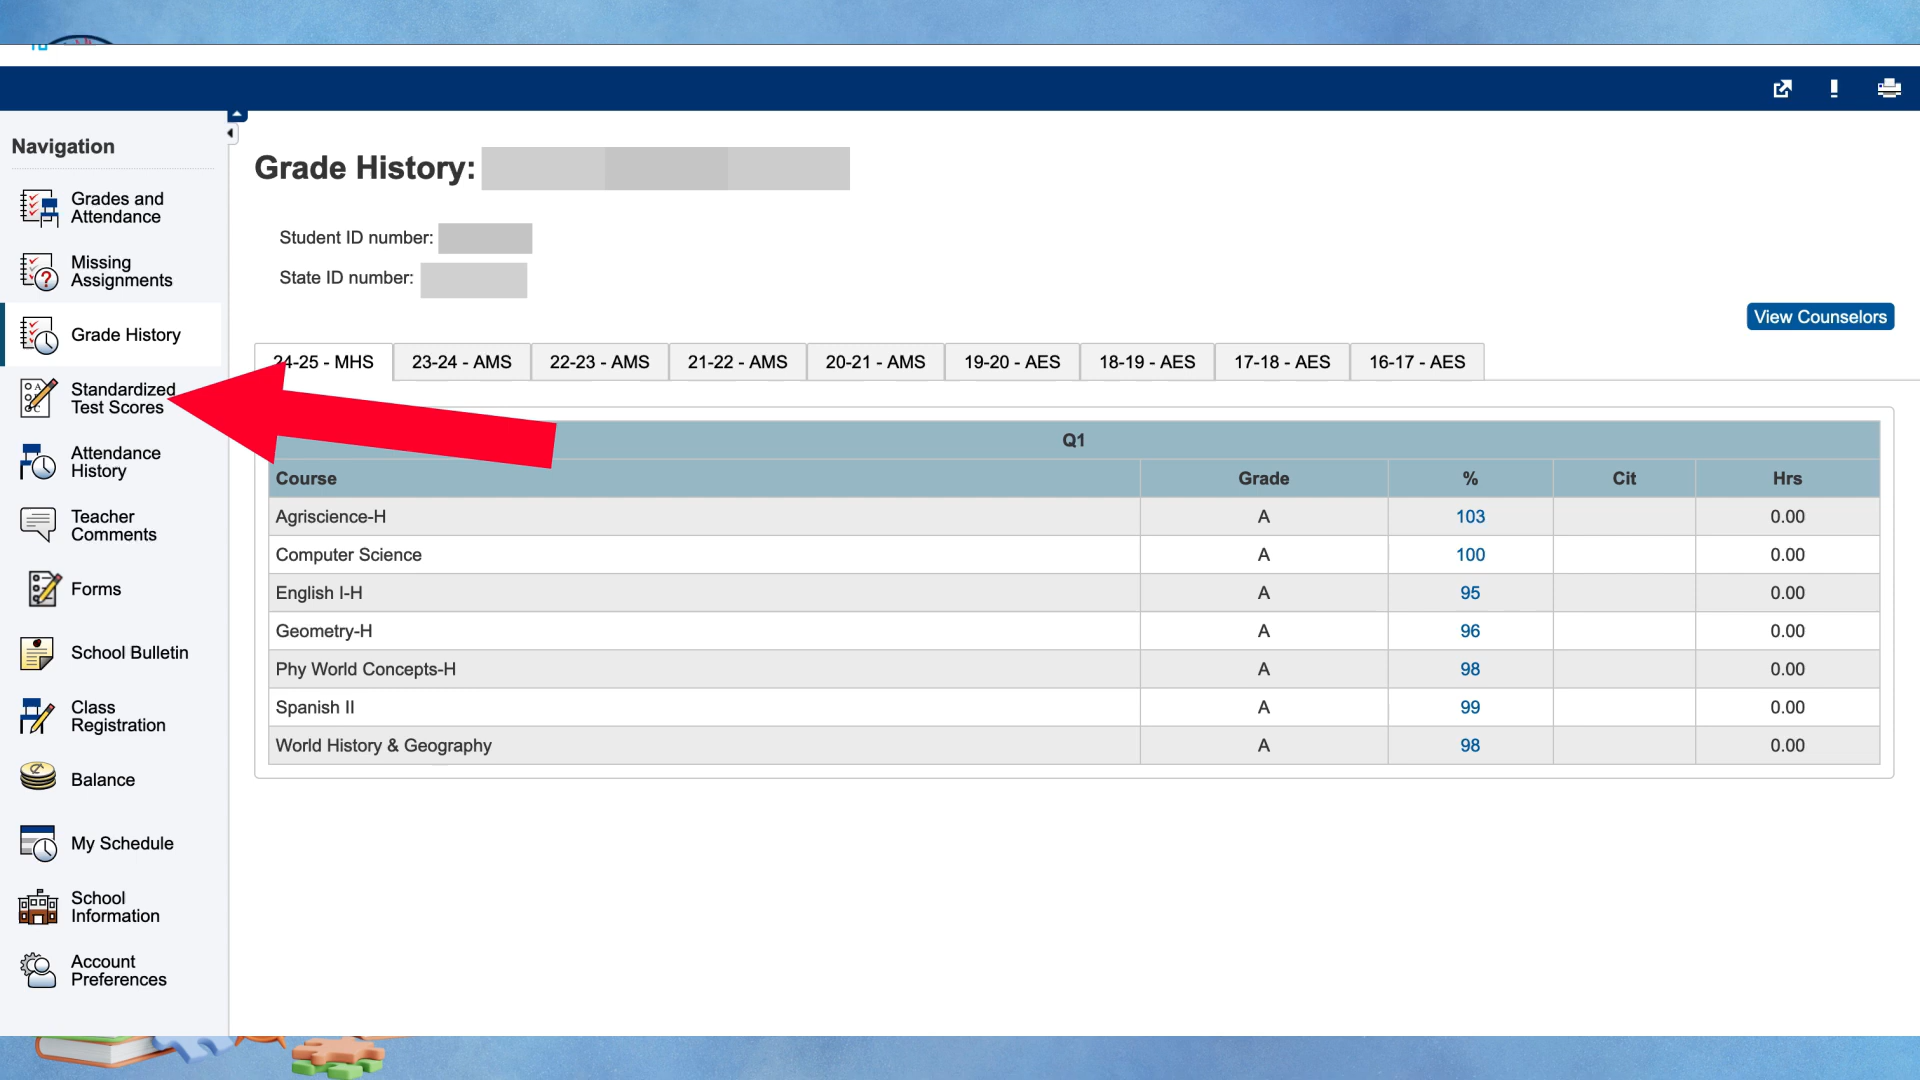 Navigation
Grades and
Attendance
Missing
Assignments
Grade History
Standardized
Test Scores
Attendance
History
Teacher
Comments
Forms
School Bulletin
Class
Registration
Balance
My Schedule
School
Information
Account
Preferences
Grade History:
Student ID number:
State ID number:
View Counselors
24-25 - MHS 23-24 - AMS 22-23 - AMS 21-22 - AMS 20-21 - AMS 19-20 - AES 18-19 - AES 17-18 - AES 16-17 - AES
Q1
Course Grade % Cit Hrs
Agriscience-H A 103 0.00
Computer Science A 100 0.00
English I-H A 95 0.00
Geometry-H A 96 0.00
Phy World Concepts-H A 98 0.00
Spanish II A 99 0.00
World History & Geography A 98 0.00